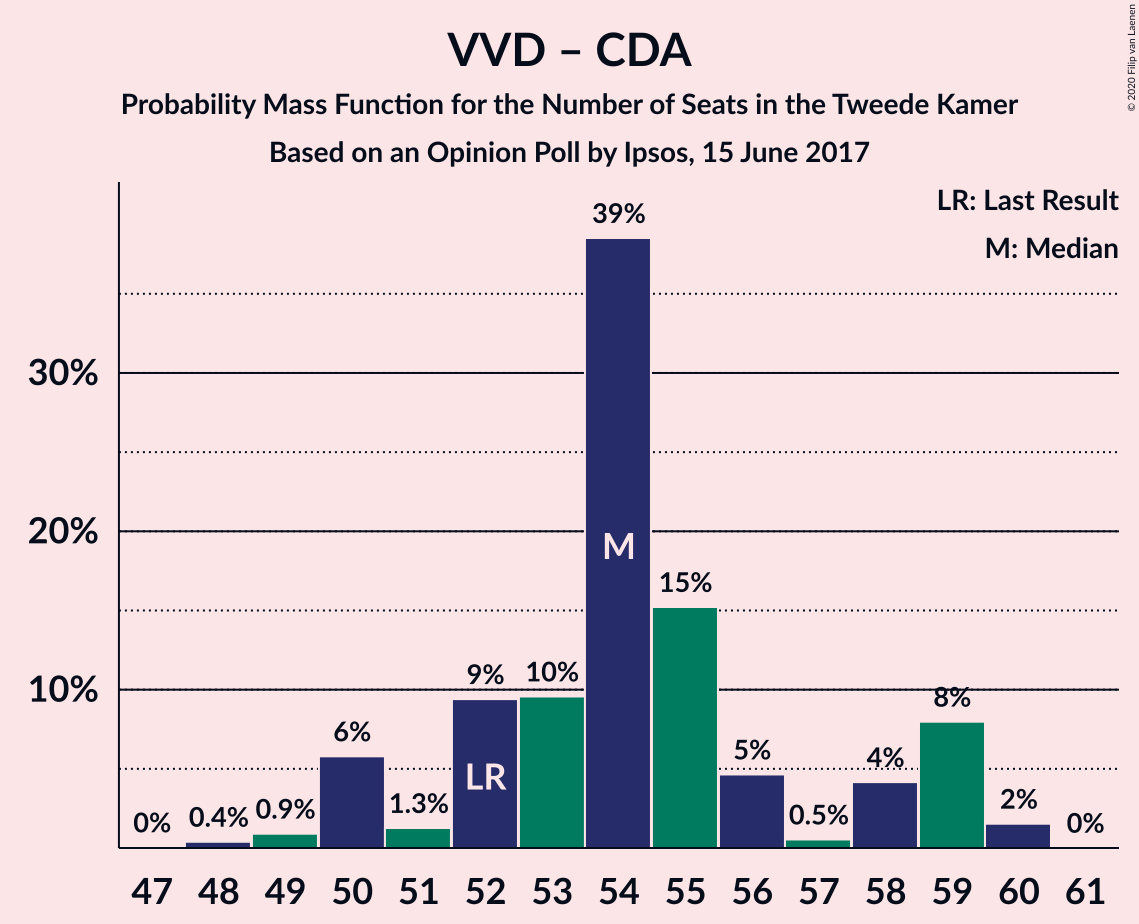 VVD – CDA
Probability Mass Function for the Number of Seats in the Tweede Kamer
Based on an Opinion Poll by Ipsos, 15 June 2017
© 2020 Filip van Laenen
LR: Last Result
M: Median
30%
20%
10%
0%
0.4%
0.9%
6%
1.3%
9%
10%
39%
15%
5%
0.5%
4%
8%
2%
0%
LR
M
47 48 49 50 51 52 53 54 55 56 57 58 59 60 61